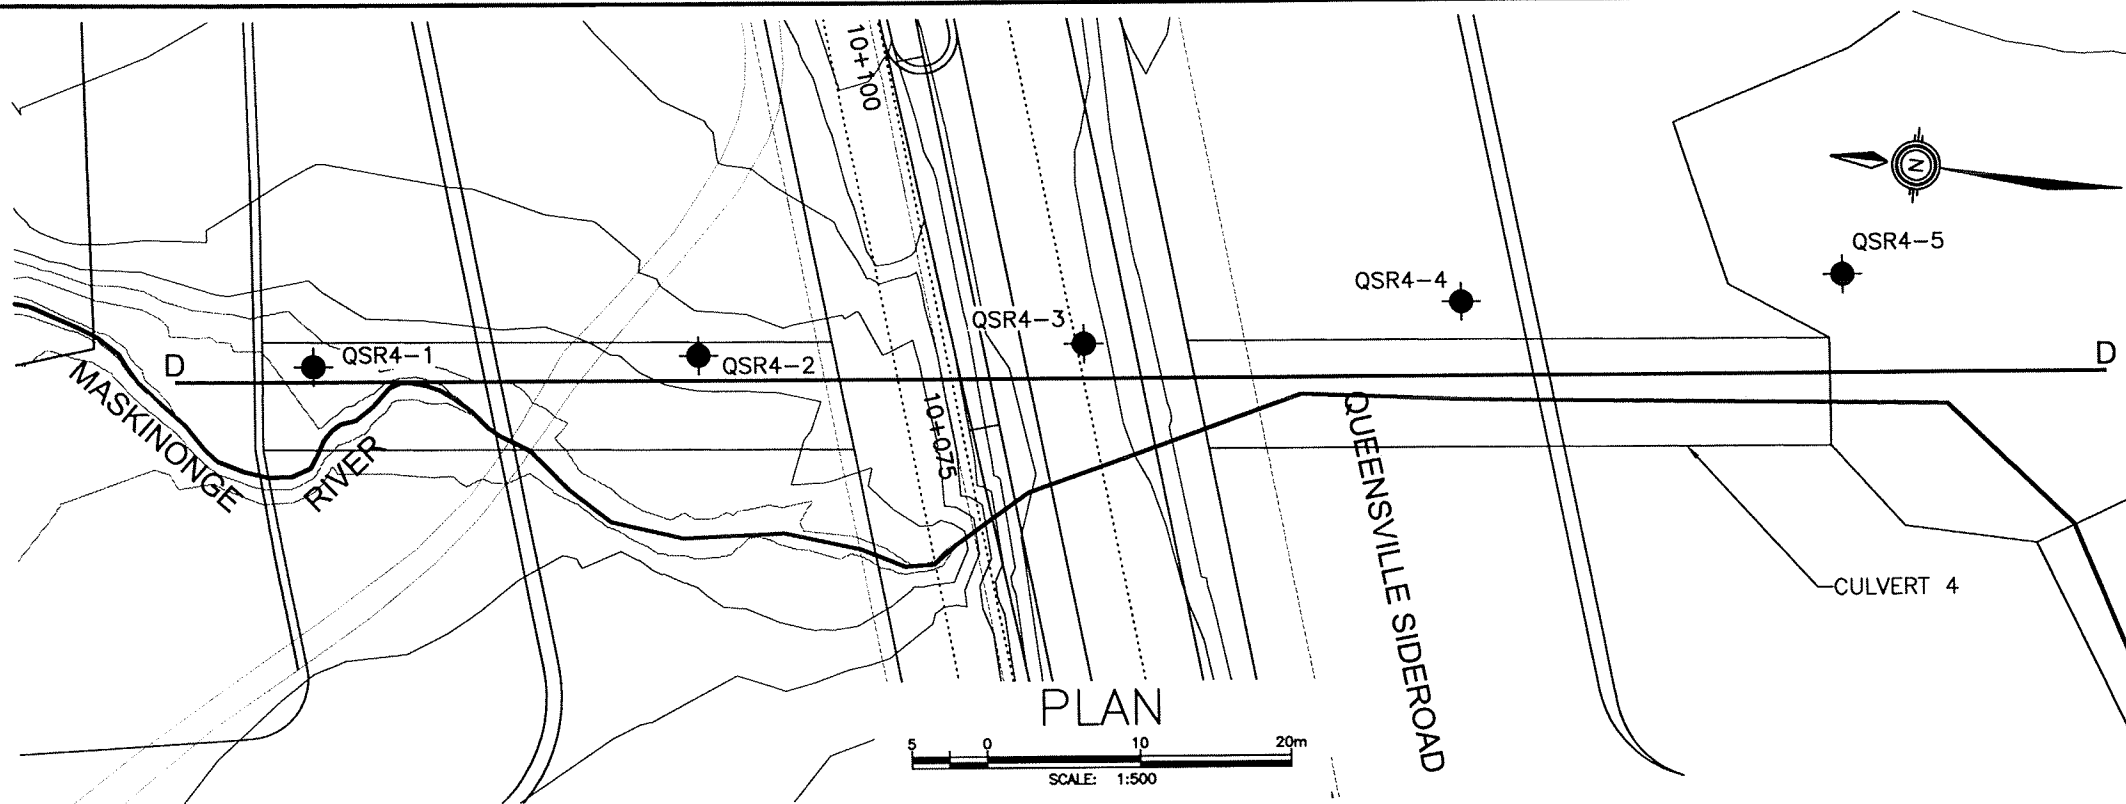 10+100
N
QSR4-5
QSR4-4
QSR4-3
QSR4-1
QSR4-2
D
D
MASKINONGE
RIVER
10+075
QUEENSVILLE SIDEROAD
CULVERT 4
PLAN
5 0 10 20m
SCALE: 1:500